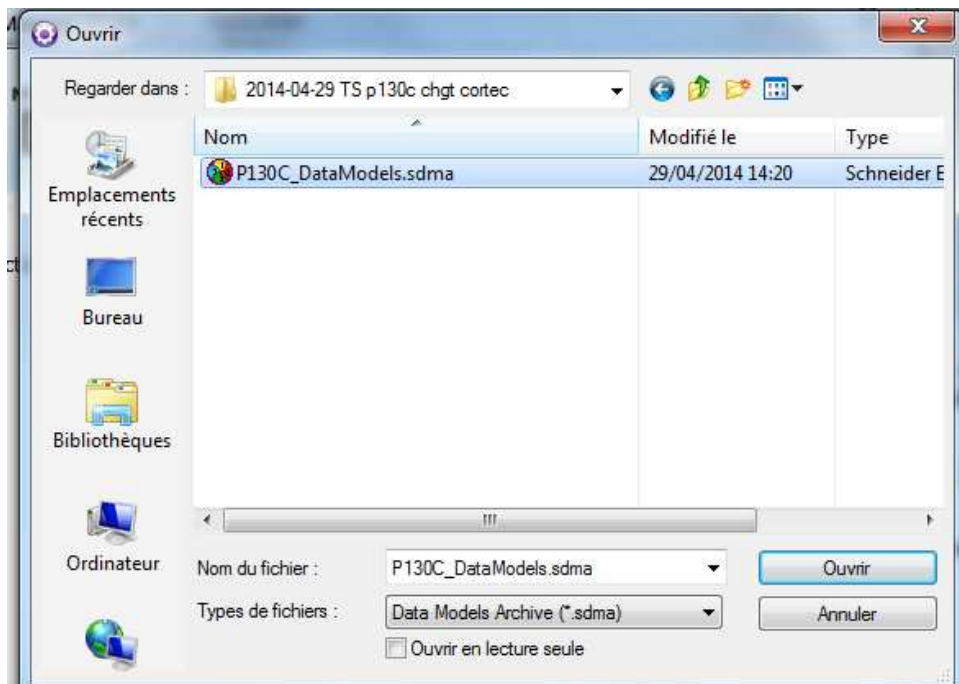 Ouvrir
Regarder dans : 2014-04-29 TS p130c chgt cortec
Nom Modifié le Type
P130C_DataModels.sdma 29/04/2014 14:20 Schneider E
Emplacements
récents
Bureau
Bibliothèques
Ordinateur
Nom du fichier : P130C_DataModels.sdma Ouvrir
Types de fichiers : Data Models Archive (*.sdma) Annuler
Ouvrir en lecture seule